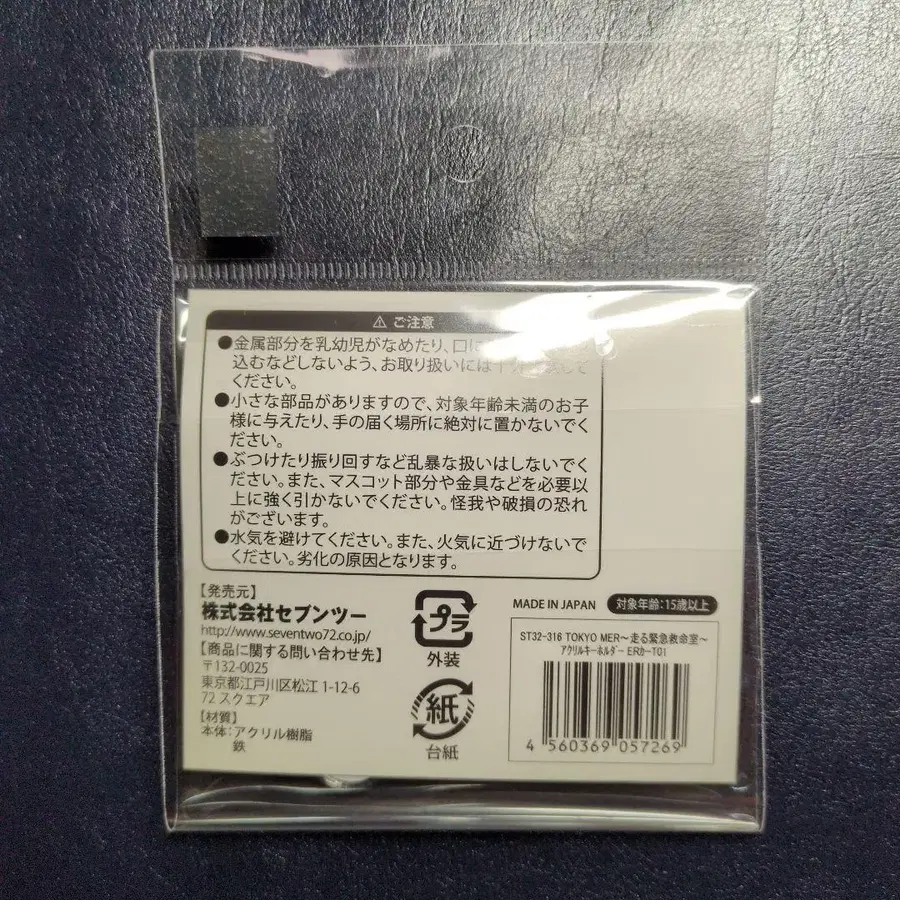 ⚠ ご注意
●金属部分を乳幼児がなめたり、口に
込むなどしないよう、お取り扱いには十分
ください。
●小さな部品がありますので、対象年齢未満のお子
様に与えたり、手の届く場所に絶対に置かないでく
ださい。
●ぶつけたり振り回すなど乱暴な扱いはしないでく
ださい。また、マスコット部分や金具などを必要以
上に強く引かないでください。怪我や破損の恐れ
がございます。
●水気を避けてください。また、火気に近づけないで
ください。劣化の原因となります。
【発売元】
株式会社セブンツー
http://www.seventwo72.co.jp/
【商品に関する問い合わせ先】
〒132-0025
東京都江戸川区松江 1-12-6
72 スクエア
【材質】
本体:アクリル樹脂
鉄
プラ
外装
紙
台紙
MADE IN JAPAN
対象年齢:15歳以上
ST32-316 TOKYO MER～走る緊急救命室～
アクリルキーホルダー ERカーT01
4 560369 057269